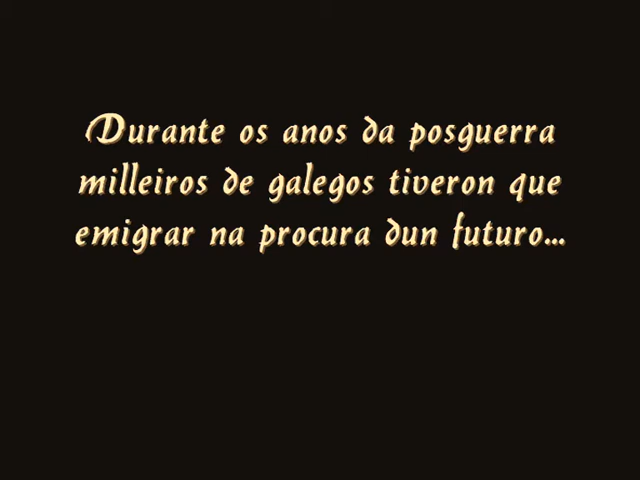 Durante os anos da posguerra
milleiros de galegos tiveron que
emigrar na procura dun futuro...